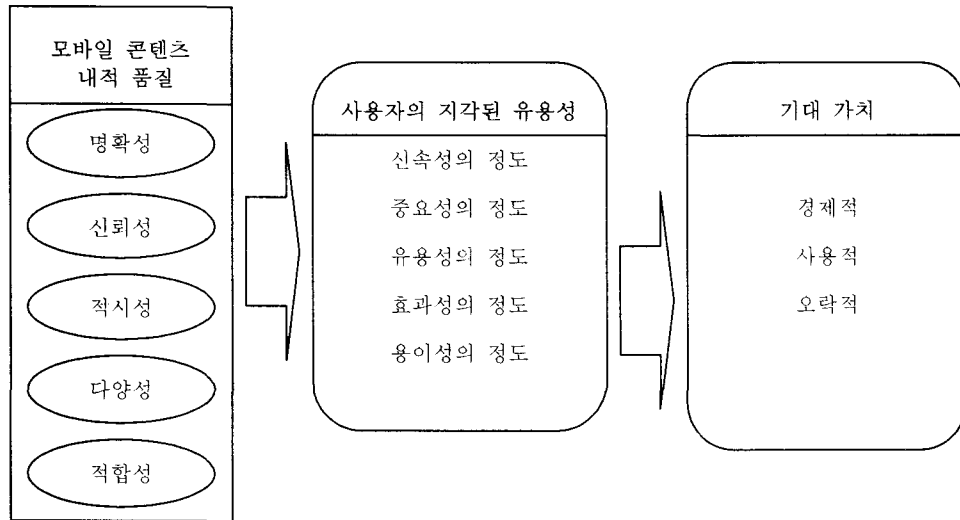 모바일 콘텐츠
내적 품질
명확성
신뢰성
적시성
다양성
적합성
사용자의 지각된 유용성
신속성의 정도
중요성의 정도
유용성의 정도
효과성의 정도
용이성의 정도
기대 가치
경제적
사용적
오락적